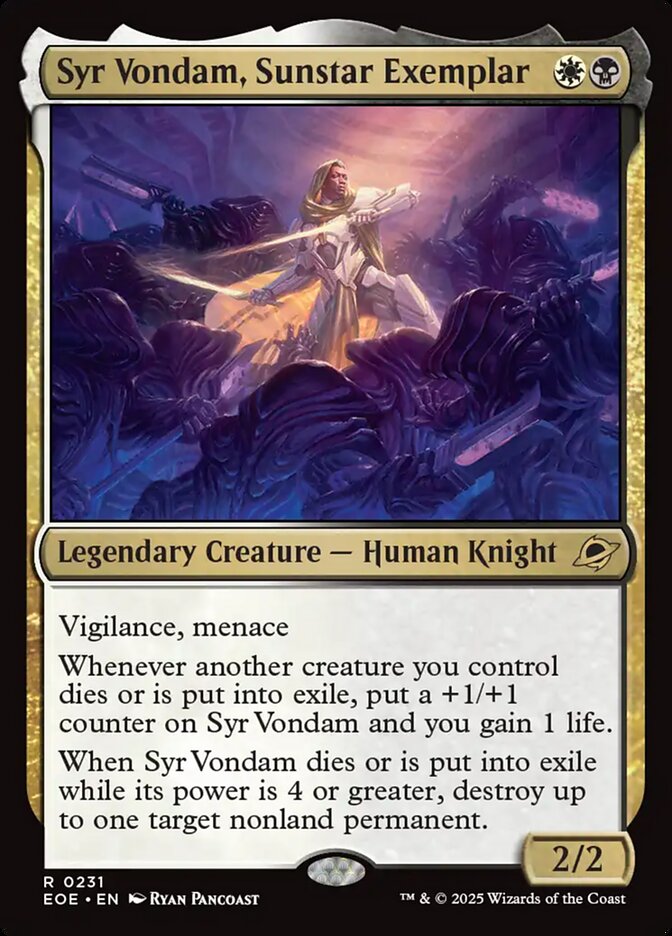 Syr Vondam, Sunstar Exemplar
Legendary Creature — Human Knight
Vigilance, menace
Whenever another creature you control
dies or is put into exile, put a +1/+1
counter on Syr Vondam and you gain 1 life.
When Syr Vondam dies or is put into exile
while its power is 4 or greater, destroy up
to one target nonland permanent.
2/2
R 0231
EOE • EN Ryan Pancoast
™ & © 2025 Wizards of the Coast